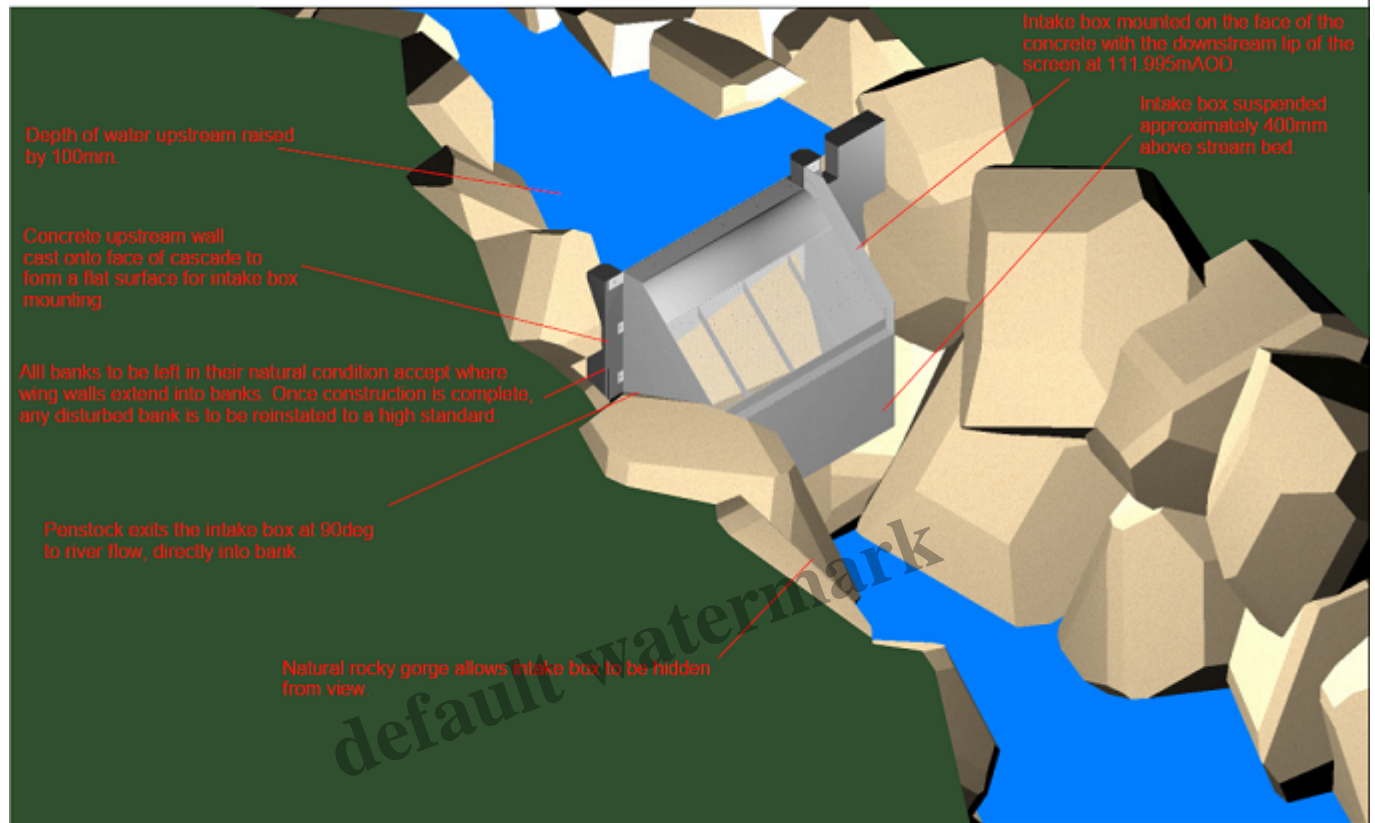 Intake box mounted on the face of the
concrete with the downstream lip of the
screen at 111.995mAOD.
Intake box suspended
approximately 400mm
above stream bed.
Depth of water upstream raised
by 100mm.
Concrete upstream wall
cast onto face of cascade to
form a flat surface for intake box
mounting.
Alll banks to be left in their natural condition accept where
wing walls extend into banks. Once construction is complete,
any disturbed bank is to be reinstated to a high standard.
Penstock exits the intake box at 90deg
to river flow, directly into bank.
Natural rocky gorge allows intake box to be hidden
from view.
default watermark